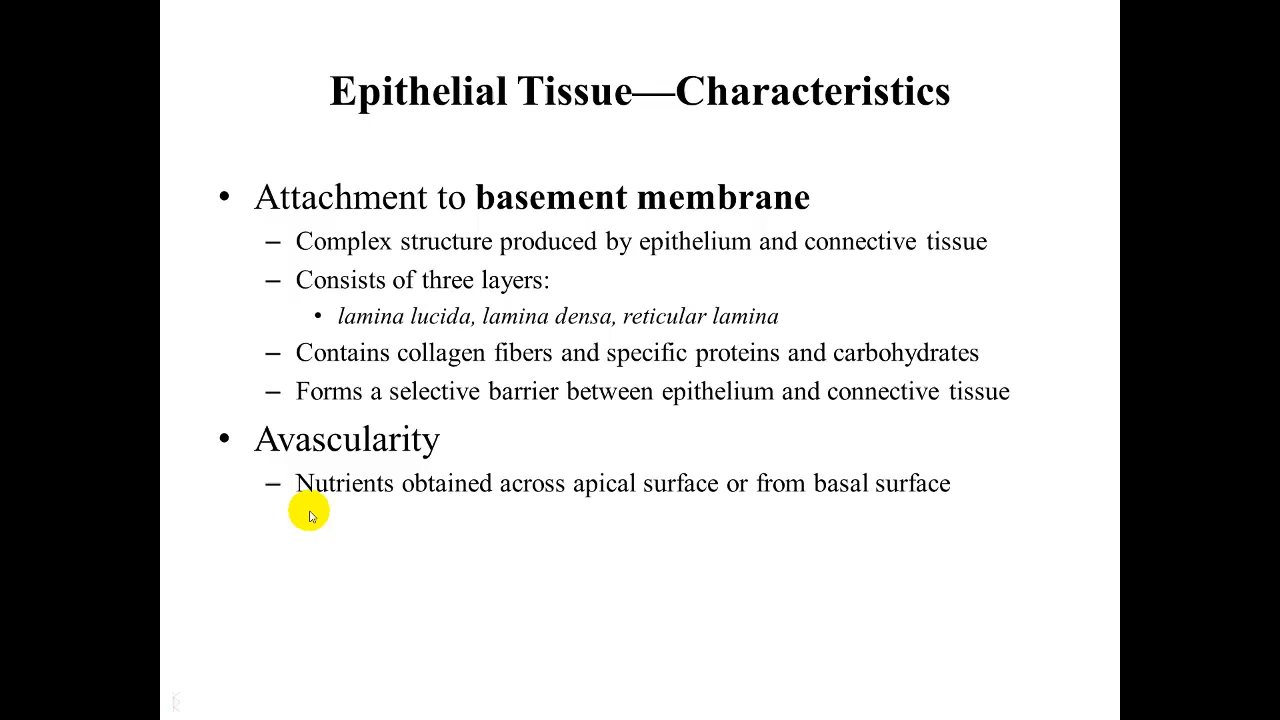 Epithelial Tissue—Characteristics
• Attachment to basement membrane
– Complex structure produced by epithelium and connective tissue
– Consists of three layers:
• lamina lucida, lamina densa, reticular lamina
– Contains collagen fibers and specific proteins and carbohydrates
– Forms a selective barrier between epithelium and connective tissue
• Avascularity
– Nutrients obtained across apical surface or from basal surface